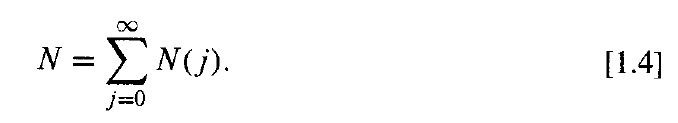 N = \sum_{j=0}^{\infty} N(j). [1.4]